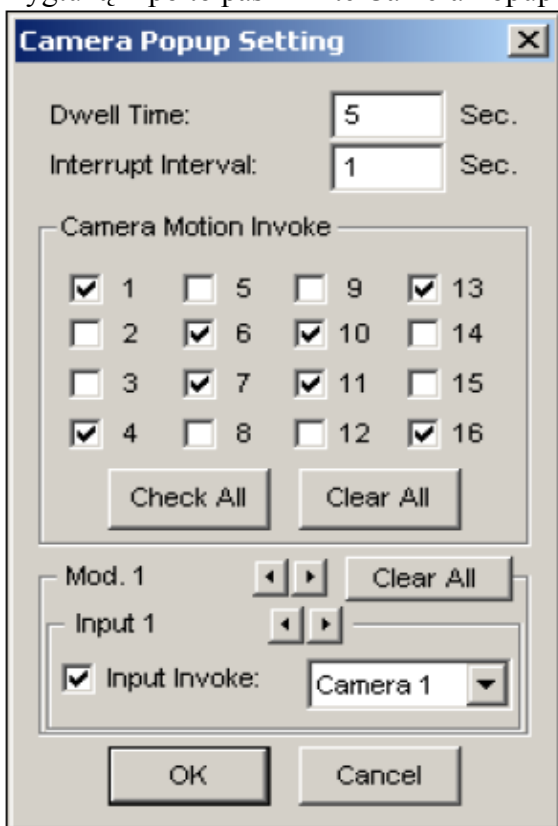 Camera Popup Setting
Dwell Time: 5 Sec.
Interrupt Interval: 1 Sec.
Camera Motion Invoke
1 5 9 13
2 6 10 14
3 7 11 15
4 8 12 16
Check All Clear All
Mod. 1 Clear All
Input 1
Input Invoke: Camera 1
OK Cancel